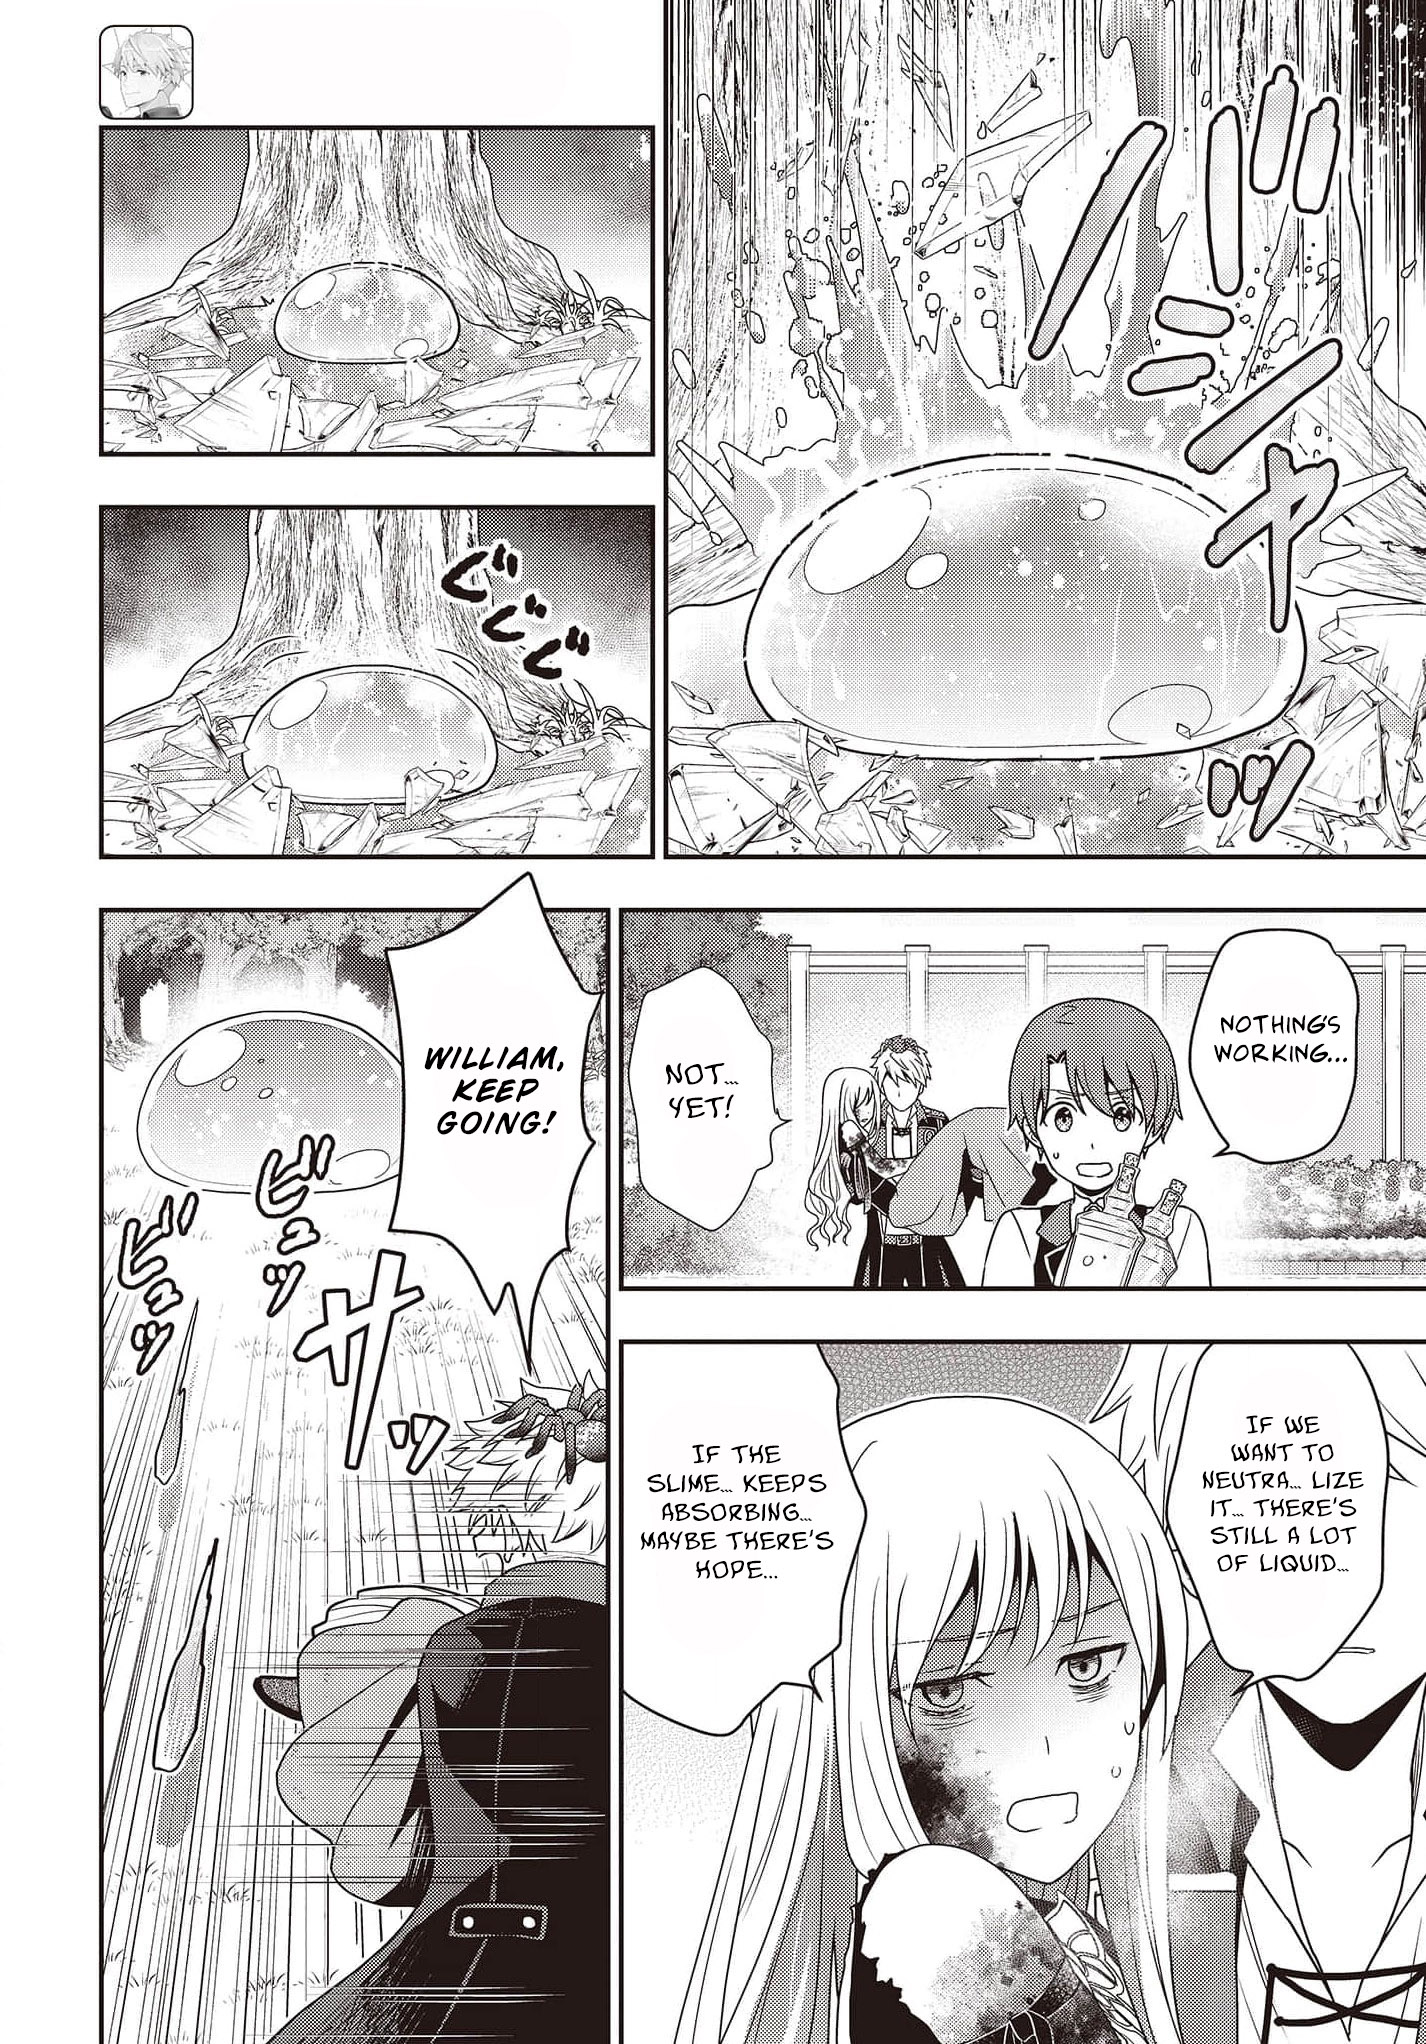 バシャッ
ぐぐぐ
NOTHING'S
WORKING...
NOT...
YET!
WILLIAM,
KEEP
GOING!
ビュッ
ビュッ
サッ
IF WE
WANT TO
NEUTRA... LIZE
IT... THERE'S
STILL A LOT
OF LIQUID...
IF THE
SLIME... KEEPS
ABSORBING...
MAYBE THERE'S
HOPE...